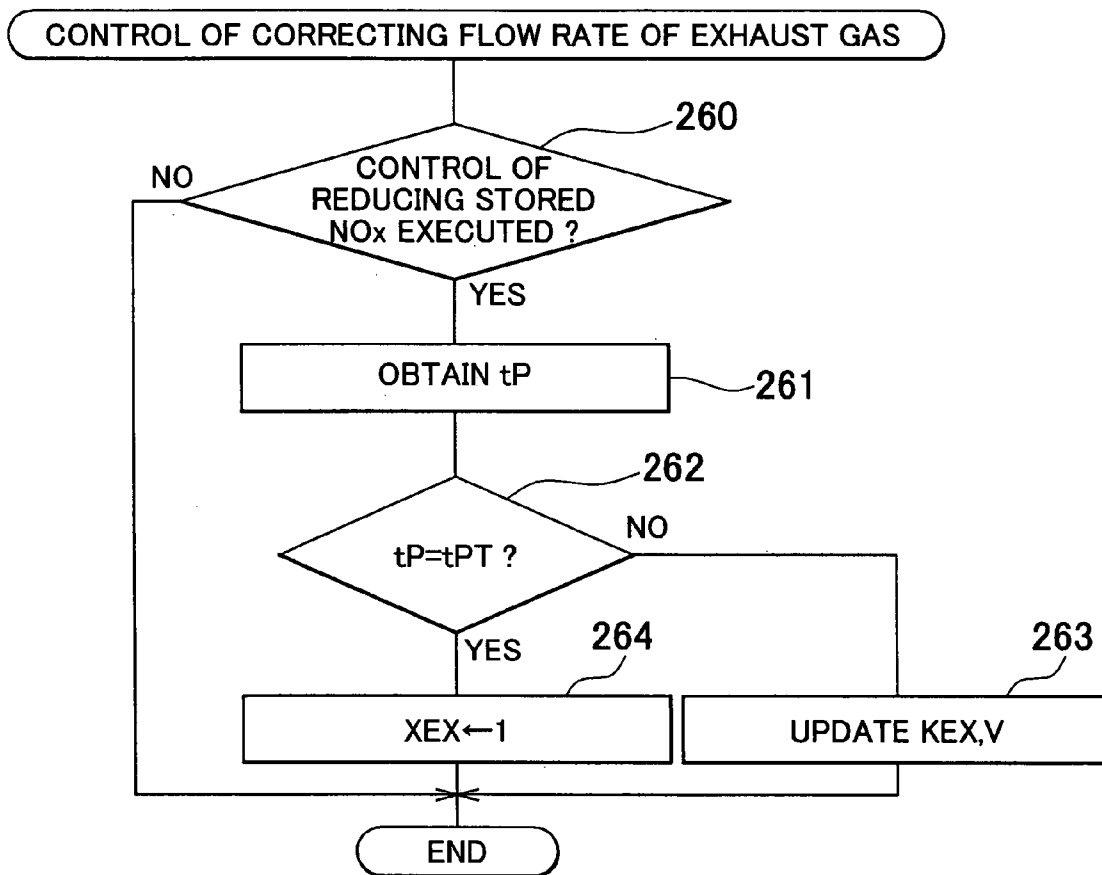 CONTROL OF CORRECTING FLOW RATE OF EXHAUST GAS
260
CONTROL OF
REDUCING STORED
NOx EXECUTED ?
NO
YES
OBTAIN tP
261
262
tP=tPT ?
NO
YES
264
XEX←1
263
UPDATE KEX,V
END